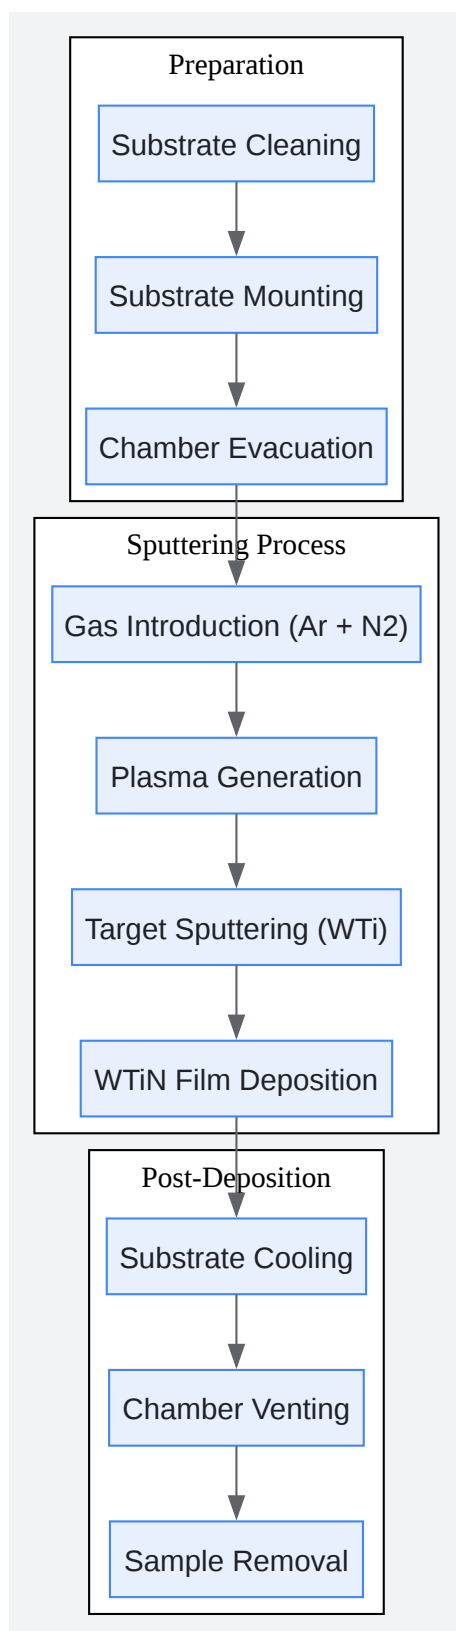 Preparation
Substrate Cleaning
Substrate Mounting
Chamber Evacuation
Sputtering Process
Gas Introduction (Ar + N2)
Plasma Generation
Target Sputtering (WTi)
WTiN Film Deposition
Post-Deposition
Substrate Cooling
Chamber Venting
Sample Removal